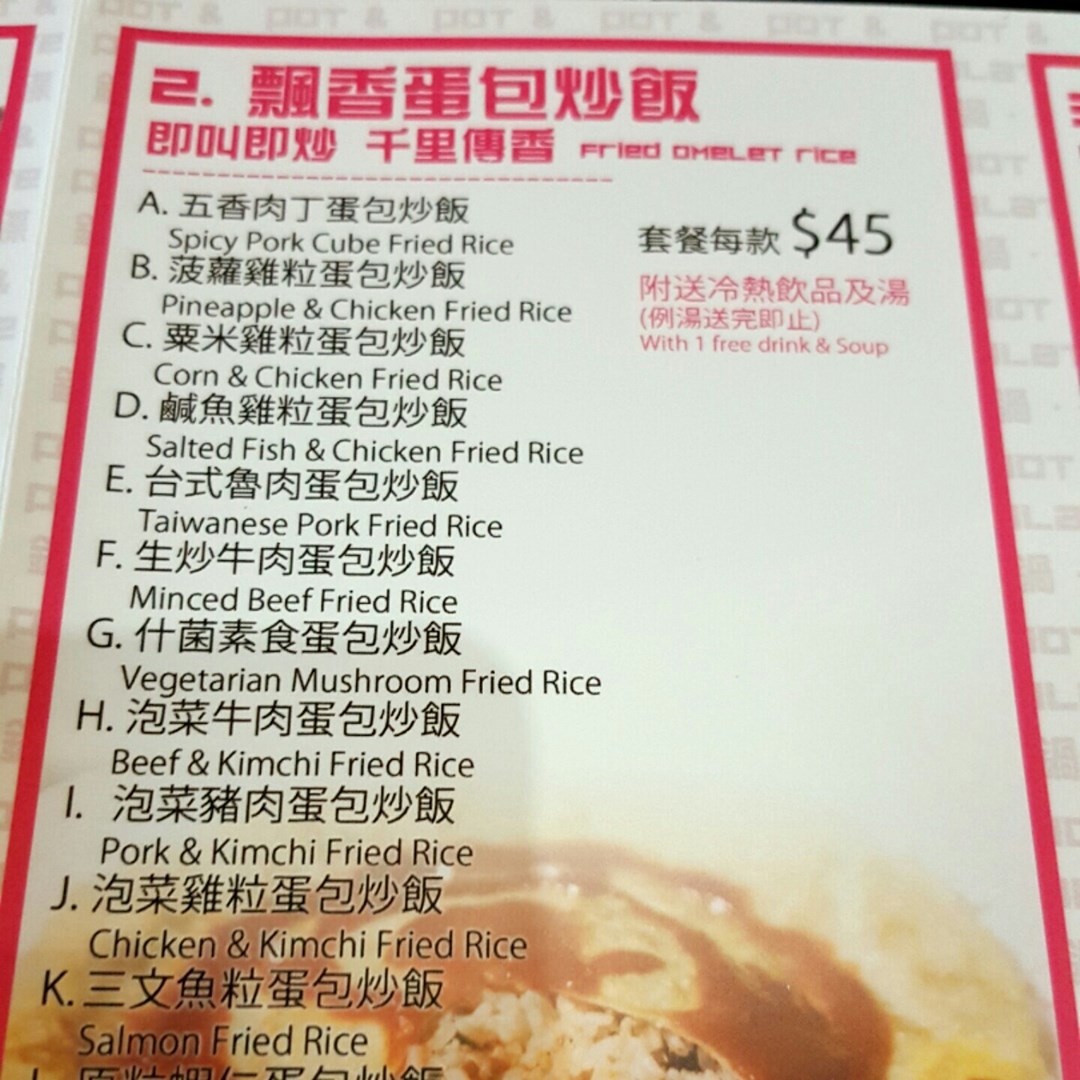 2. 飄香蛋包炒飯
即叫即炒 千里傳香 Fried OMELET rice
A. 五香肉丁蛋包炒飯
Spicy Pork Cube Fried Rice
套餐每款 $45
B. 菠蘿雞粒蛋包炒飯
Pineapple & Chicken Fried Rice
附送冷熱飲品及湯
(例湯送完即止)
With 1 free drink & Soup
C. 粟米雞粒蛋包炒飯
Corn & Chicken Fried Rice
D. 鹹魚雞粒蛋包炒飯
Salted Fish & Chicken Fried Rice
E. 台式魯肉蛋包炒飯
Taiwanese Pork Fried Rice
F. 生炒牛肉蛋包炒飯
Minced Beef Fried Rice
G. 什菌素食蛋包炒飯
Vegetarian Mushroom Fried Rice
H. 泡菜牛肉蛋包炒飯
Beef & Kimchi Fried Rice
I. 泡菜豬肉蛋包炒飯
Pork & Kimchi Fried Rice
J. 泡菜雞粒蛋包炒飯
Chicken & Kimchi Fried Rice
K. 三文魚粒蛋包炒飯
Salmon Fried Rice